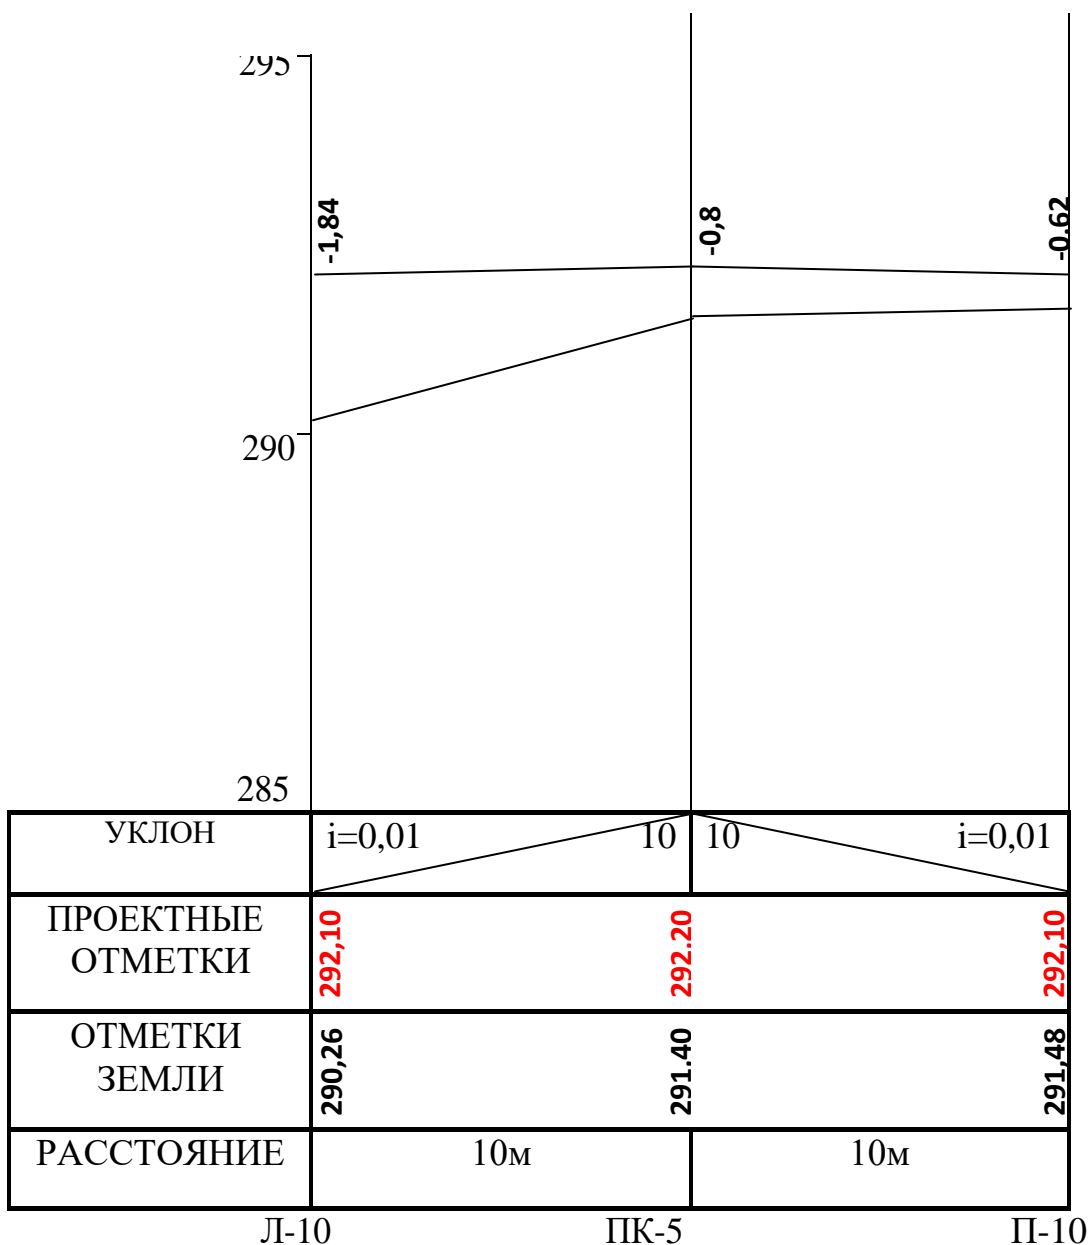 295
-1,84
-0,8
-0.62
290
285
УКЛОН
i=0,01
10
10
i=0,01
ПРОЕКТНЫЕ
ОТМЕТКИ
292,10
292.20
292,10
ОТМЕТКИ
ЗЕМЛИ
290,26
291.40
291,48
РАССТОЯНИЕ
10м
10м
Л-10
ПК-5
П-10